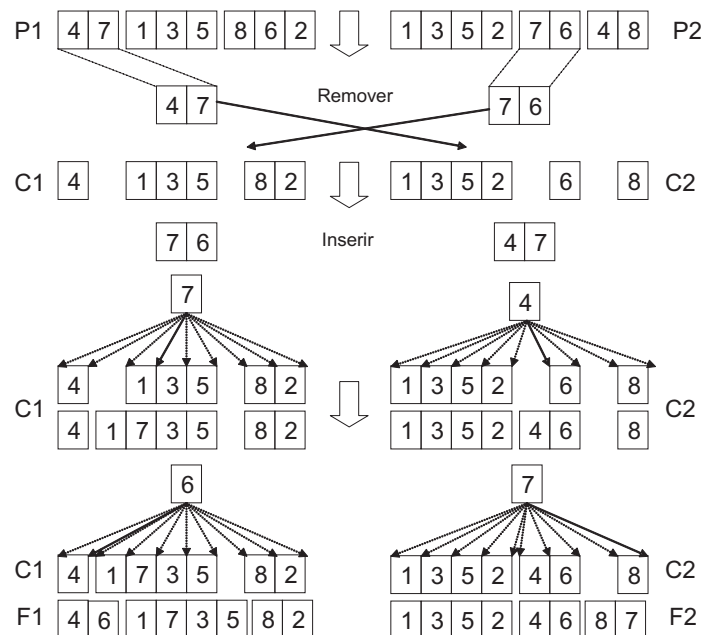 P1 4 7 1 3 5 8 6 2 1 3 5 2 7 6 4 8 P2
4 7 Remover 7 6
C1 4 1 3 5 8 2 1 3 5 2 6 8 C2
7 6 Inserir 4 7
7 4
4 1 3 5 8 2 1 3 5 2 6 8
C1 C2
4 1 7 3 5 8 2 1 3 5 2 4 6 8
6 7
C1 4 1 7 3 5 8 2 1 3 5 2 4 6 8 C2
F1 4 6 1 7 3 5 8 2 1 3 5 2 4 6 8 7 F2